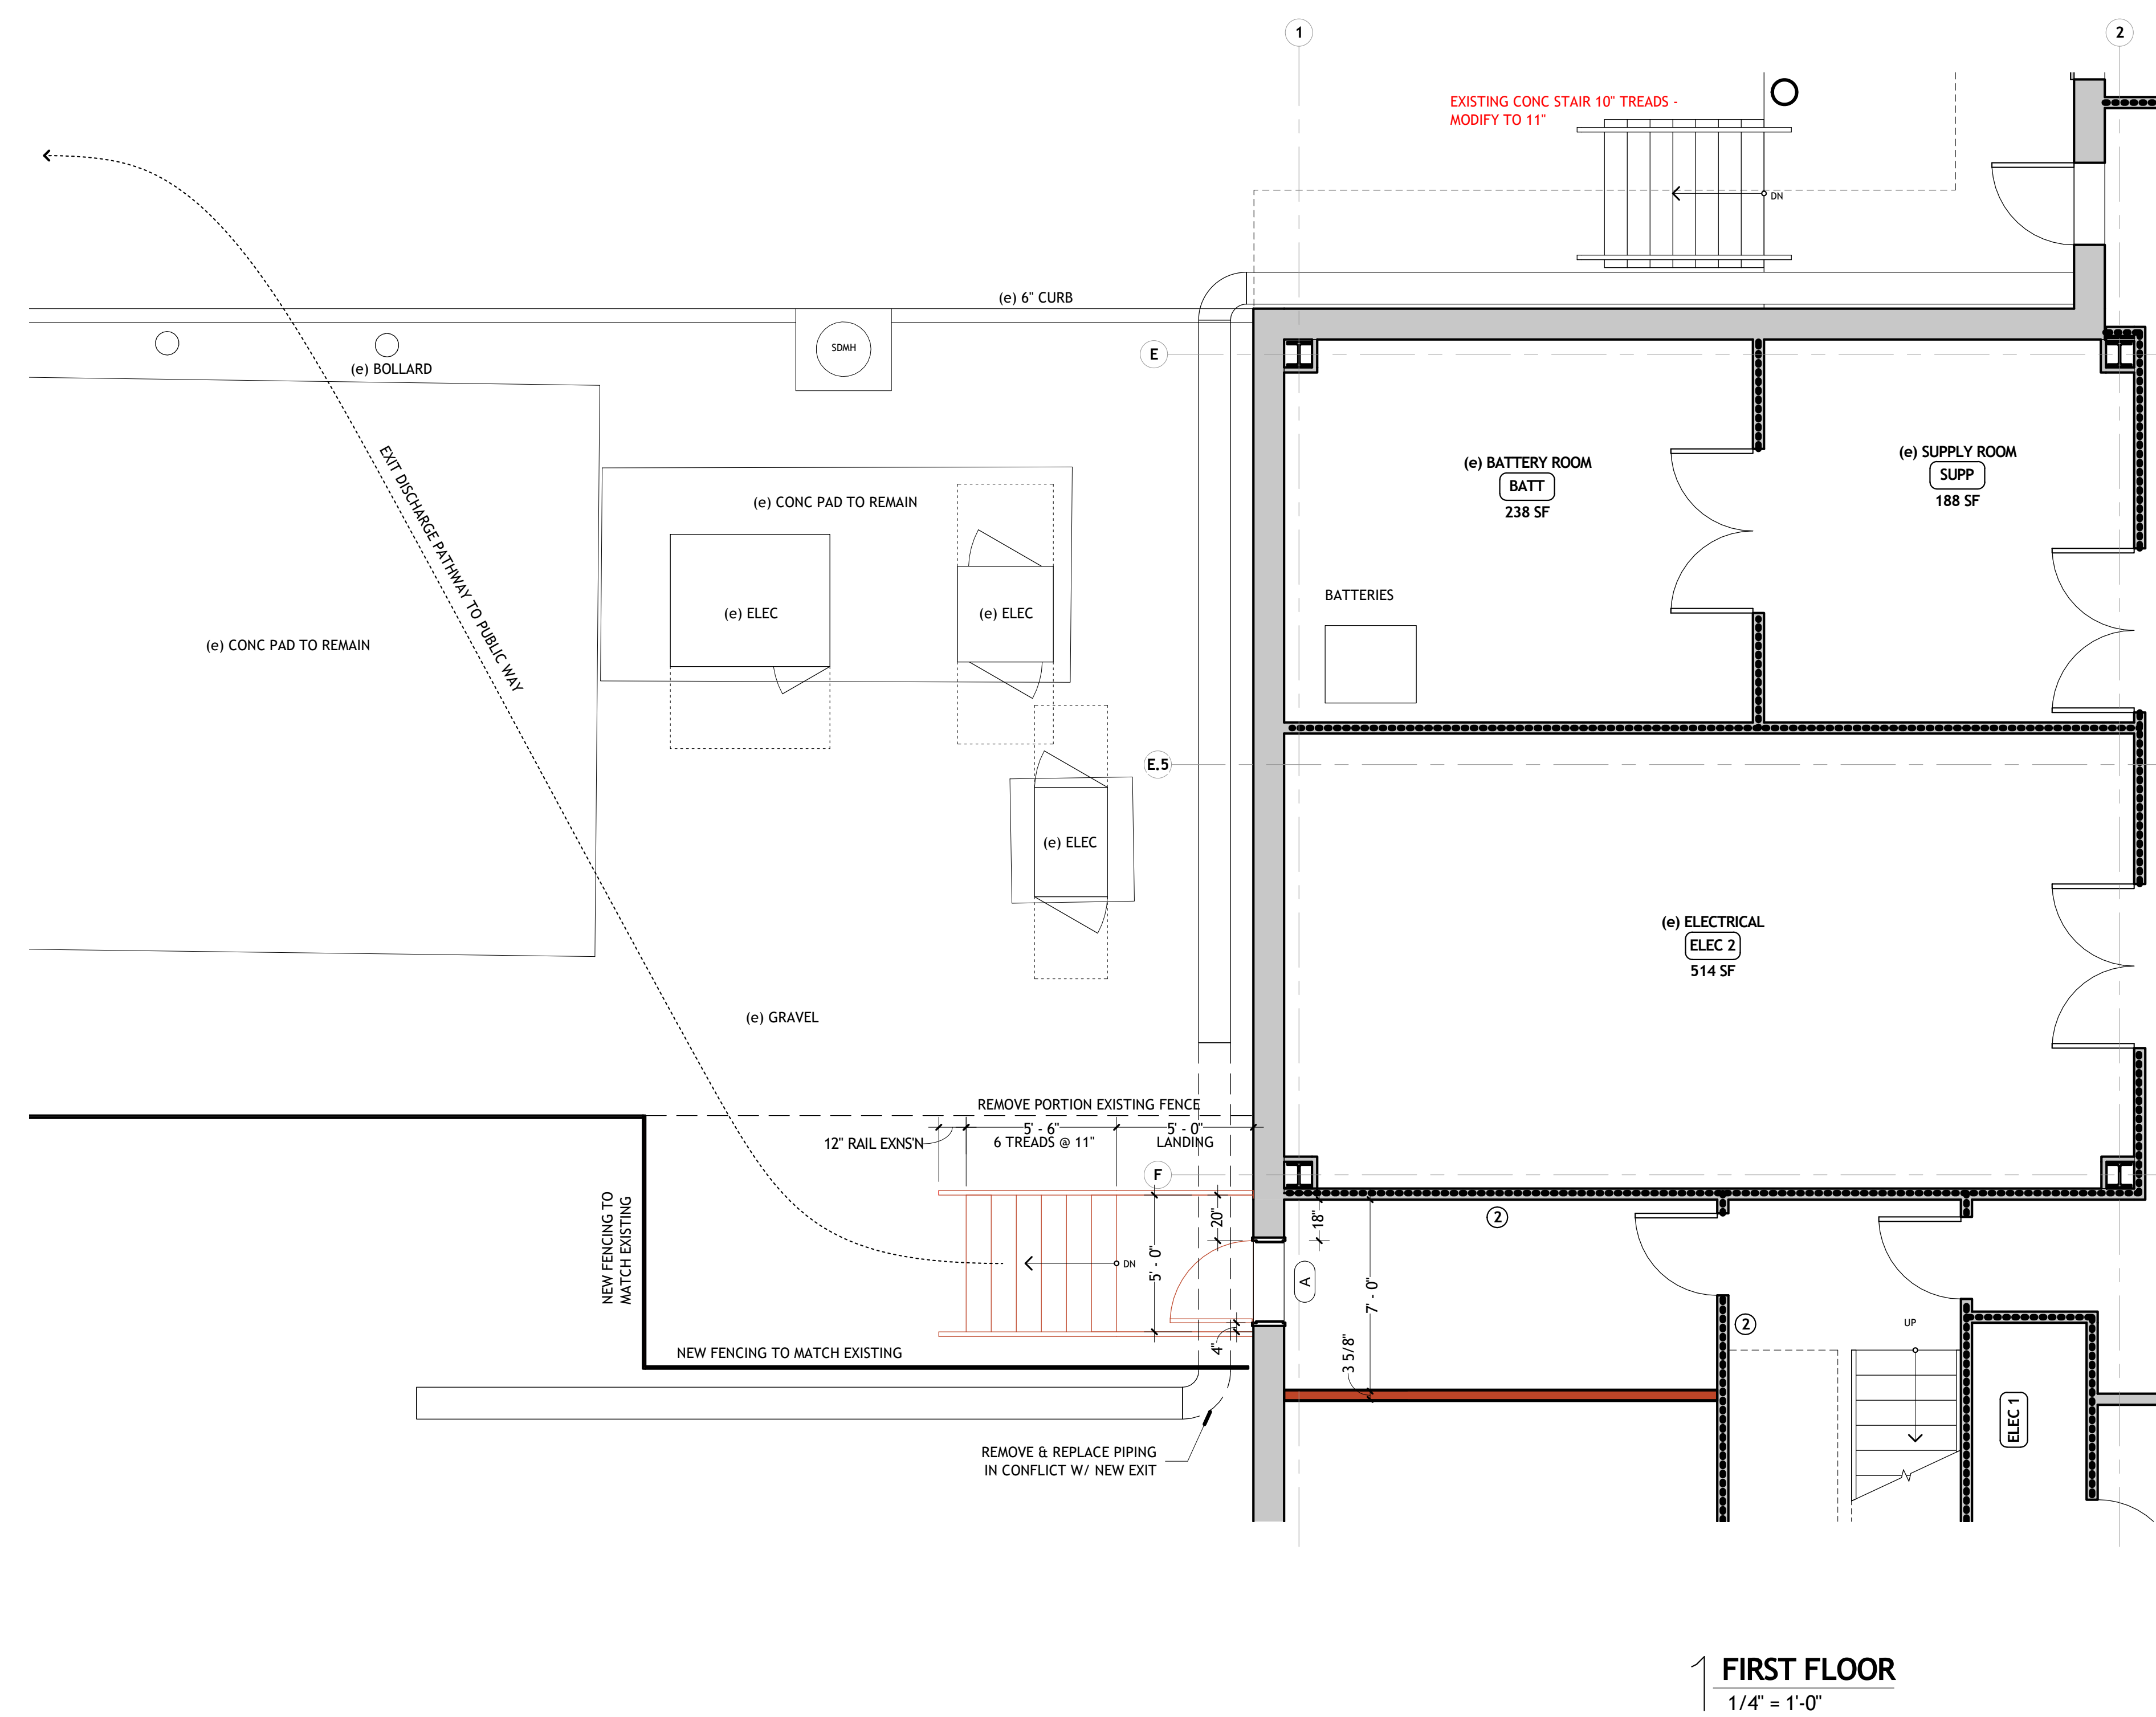 1
2
EXISTING CONC STAIR 10" TREADS -
MODIFY TO 11"
DN
(e) 6" CURB
SDMH
(e) BOLLARD
E
(e) BATTERY ROOM
BATT
238 SF
(e) SUPPLY ROOM
SUPP
188 SF
EXIT DISCHARGE PATHWAY TO PUBLIC WAY
(e) CONC PAD TO REMAIN
(e) ELEC
(e) ELEC
BATTERIES
(e) CONC PAD TO REMAIN
E.5
(e) ELEC
(e) ELECTRICAL
ELEC 2
514 SF
(e) GRAVEL
REMOVE PORTION EXISTING FENCE
12" RAIL EXNS'N
5' - 6"
6 TREADS @ 11"
5' - 0"
LANDING
F
NEW FENCING TO
MATCH EXISTING
20"
18"
5' - 0"
DN
A
7' - 0"
2
2
UP
4"
3 5/8"
NEW FENCING TO MATCH EXISTING
ELEC 1
REMOVE & REPLACE PIPING
IN CONFLICT W/ NEW EXIT
1
FIRST FLOOR
1/4" = 1'-0"